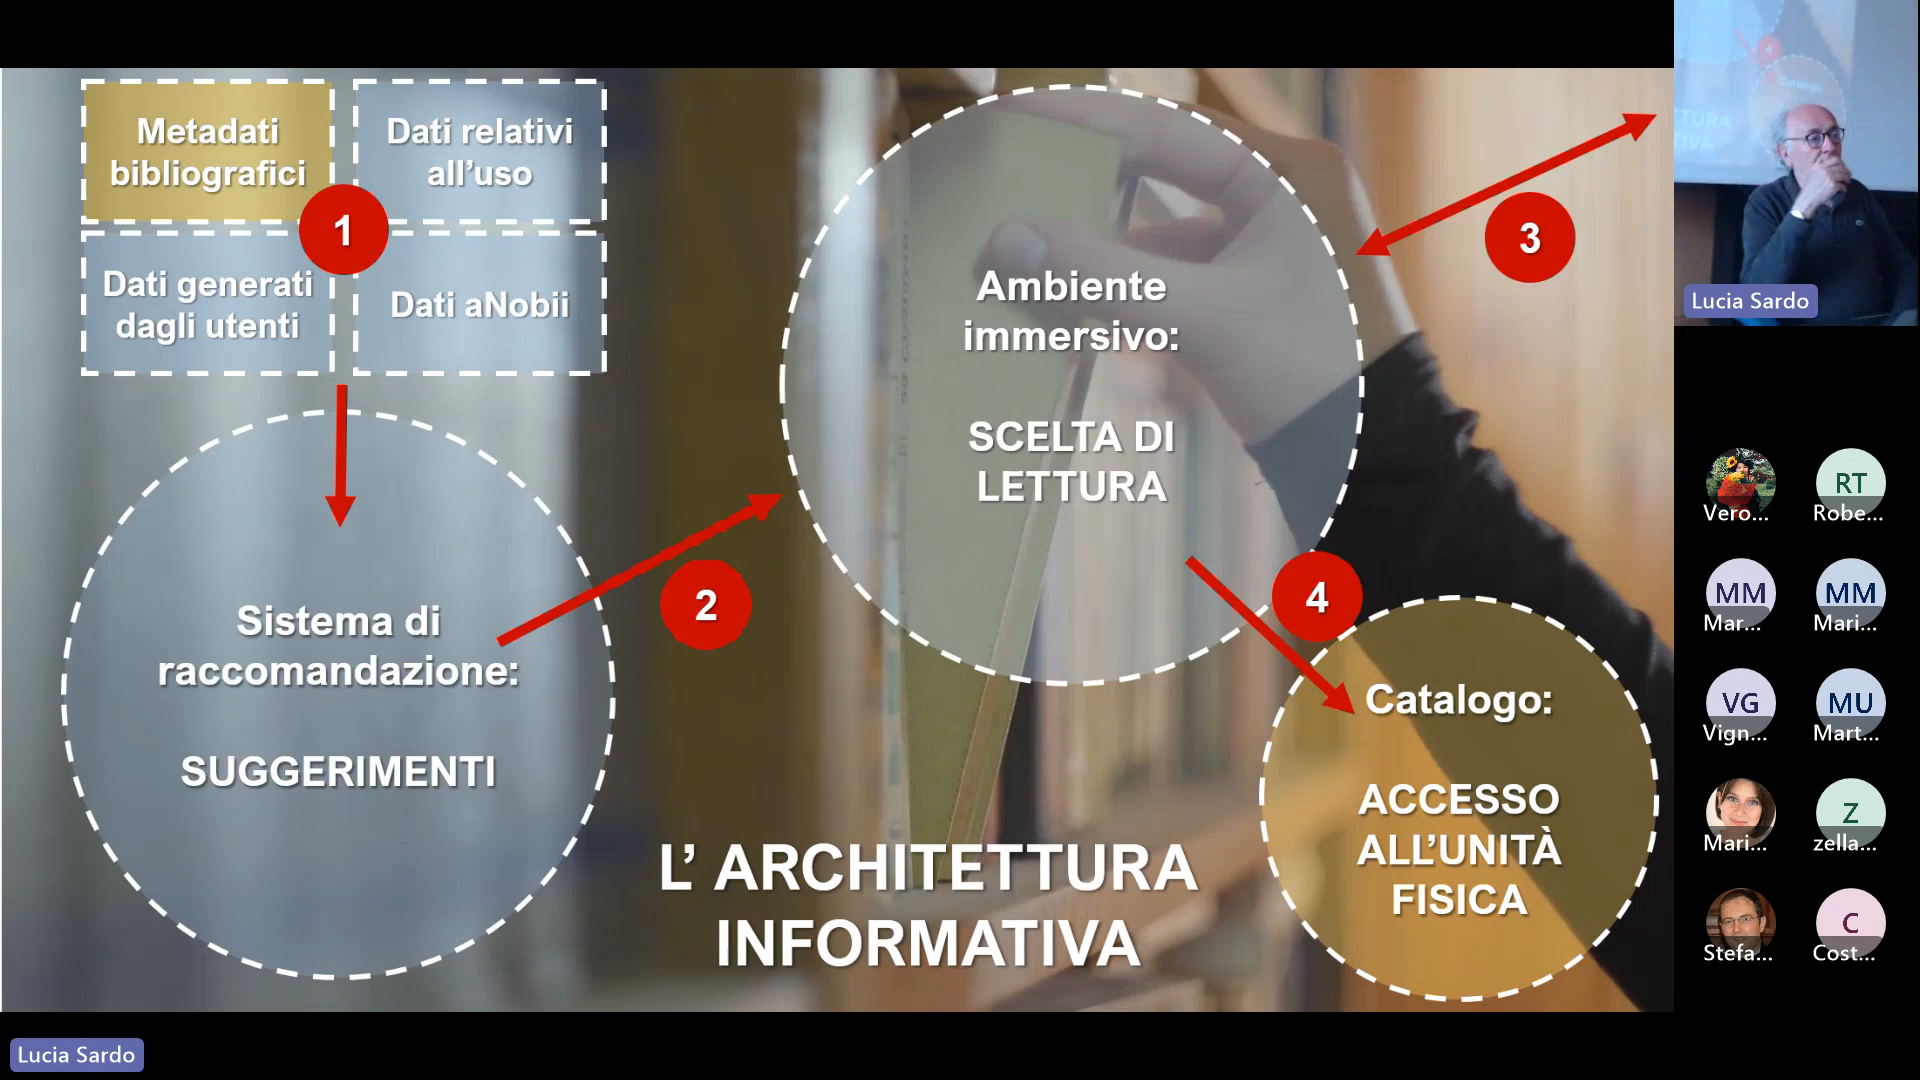 Metadati
bibliografici
Dati relativi
all'uso
1
Dati generati
dagli utenti
Dati aNobii
Sistema di
raccomandazione:
SUGGERIMENTI
2
Ambiente
immersivo:
SCELTA DI
LETTURA
3
4
Catalogo:
ACCESSO
ALL'UNITÀ
FISICA
L' ARCHITETTURA
INFORMATIVA
Lucia Sardo
Lucia Sardo
Vero...
RT
Robe...
MM
Mar...
MM
Mari...
VG
Vign...
MU
Mart...
Mari...
Z
zella...
Stefa...
C
Cost...